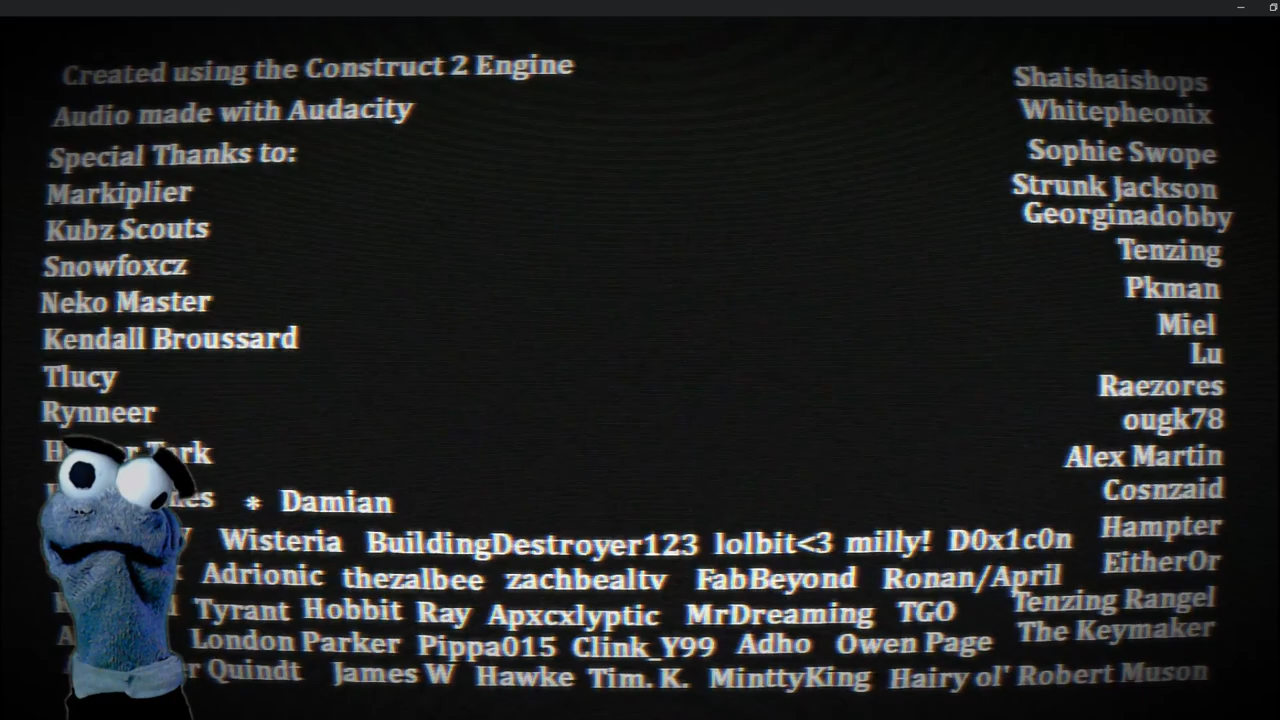 Created using the Construct 2 Engine
Audio made with Audacity
Special Thanks to:
Markiplier
Kubz Scouts
Snowfoxcz
Neko Master
Kendall Broussard
Tlucy
Rynneer
* Damian
Wisteria BuildingDestroyer123 lolbit<3 milly! D0x1c0n
Adrionic thezalbee zachbealtv FabBeyond Ronan/April
Tyrant Hobbit Ray Apxcxlyptic MrDreaming TGO
London Parker Pippa015 Clink_Y99 Adho Owen Page
Quindt James W Hawke Tim. K. MinttyKing Hairy ol' Robert Muson
Shaishaishops
Whitepheonix
Sophie Swope
Strunk Jackson
Georginadobby
Tenzing
Pkman
Miel
Lu
Raezores
ougk78
Alex Martin
Cosnzaid
Hampter
EitherOr
Tenzing Rangel
The Keymaker